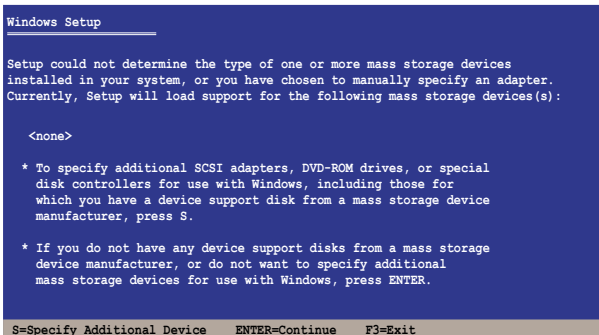 Windows Setup
Setup could not determine the type of one or more mass storage devices
installed in your system, or you have chosen to manually specify an adapter.
Currently, Setup will load support for the following mass storage devices(s):
<none>
* To specify additional SCSI adapters, DVD-ROM drives, or special
disk controllers for use with Windows, including those for
which you have a device support disk from a mass storage device
manufacturer, press S.
* If you do not have any device support disks from a mass storage
device manufacturer, or do not want to specify additional
mass storage devices for use with Windows, press ENTER.
S=Specify Additional Device ENTER=Continue F3=Exit